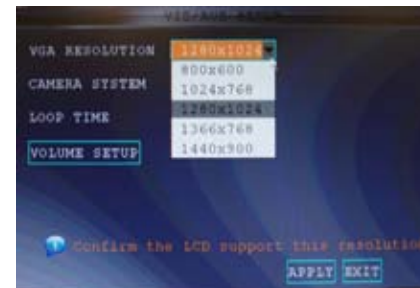 VGA RESOLUTION 1280x1024
800x600
CAMERA SYSTEM 1024x768
1280x1024
LOOP TIME
1366x768
VOLUME SETUP 1440x900
Confirm the LCD support this resolutio
APPLY EXIT